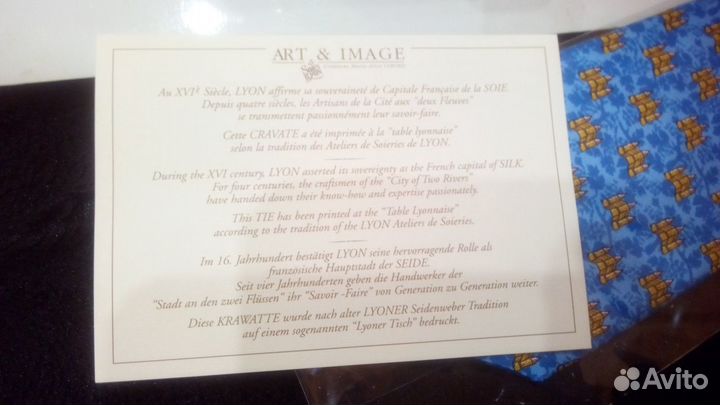 ART & IMAGE
Au XVIè Siècle, LYON affirme sa souveraineté de Capitale Française de la SOIE.
Depuis quatre siècles, les Artisans de la Cité aux "deux Fleuves"
se transmettent passionnément leur savoir-faire.
Cette CRAVATE a été imprimée à la "table lyonnaise"
selon la tradition des Ateliers de Soieries de LYON.
During the XVI century, LYON asserted its sovereignty at the French capital of SILK.
For four centuries, the craftsmen of the "City of Two Rivers"
have handed down their know-how and expertise passionately.
This TIE has been printed at the "Table Lyonnaise"
according to the tradition of the LYON Ateliers de Soieries.
Im 16. Jahrhundert bestätigt LYON seine hervorragende Rolle als
französische Hauptstadt der SEIDE.
Seit vier Jahrhunderten geben die Handwerker der
"Stadt an den zwei Flüssen" ihr "Savoir -Faire" von Generation zu Generation weiter.
Diese KRAWATTE wurde nach alter LYONER Seidenweber Tradition
auf einem sogenannten "Lyoner Tisch" bedruckt.
Avito